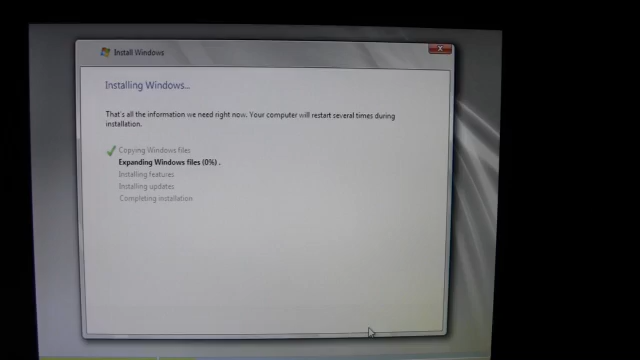 Install Windows
Installing Windows...
That's all the information we need right now. Your computer will restart several times during
installation.
Copying Windows files
Expanding Windows files (0%) .
Installing features
Installing updates
Completing installation